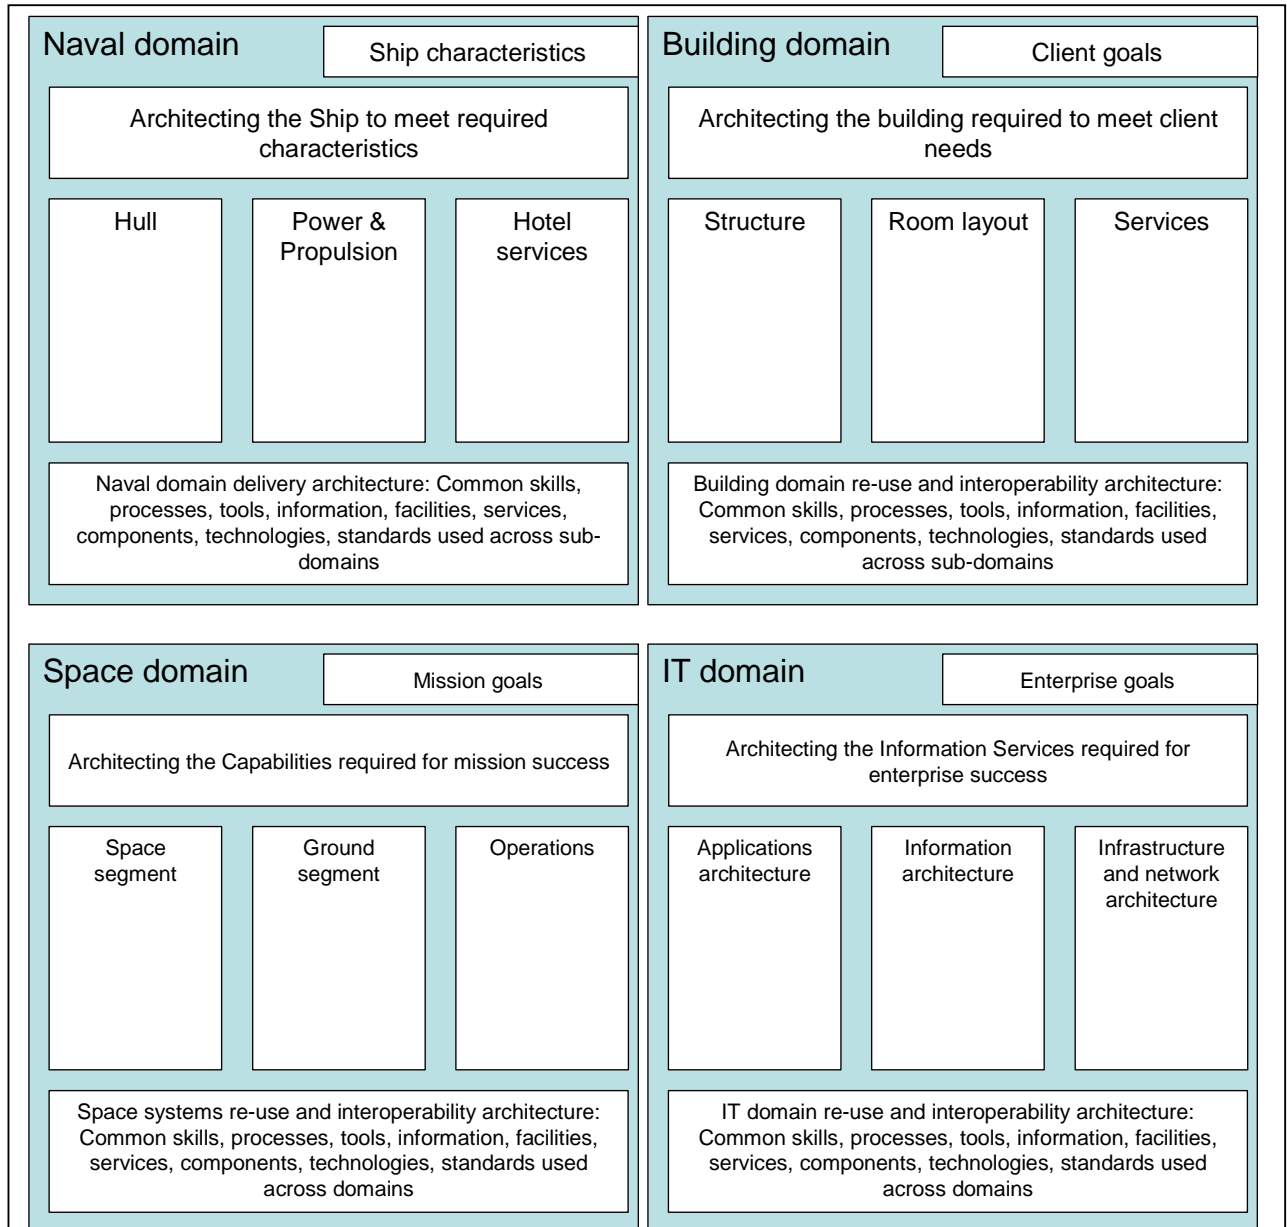 Naval domain
Ship characteristics
Architecting the Ship to meet required
characteristics
Hull
Power &
Propulsion
Hotel
services
Naval domain delivery architecture: Common skills,
processes, tools, information, facilities, services,
components, technologies, standards used across sub-
domains
Building domain
Client goals
Architecting the building required to meet client
needs
Structure
Room layout
Services
Building domain re-use and interoperability architecture:
Common skills, processes, tools, information, facilities,
services, components, technologies, standards used
across sub-domains
Space domain
Mission goals
Architecting the Capabilities required for mission success
Space
segment
Ground
segment
Operations
Space systems re-use and interoperability architecture:
Common skills, processes, tools, information, facilities,
services, components, technologies, standards used
across domains
IT domain
Enterprise goals
Architecting the Information Services required for
enterprise success
Applications
architecture
Information
architecture
Infrastructure
and network
architecture
IT domain re-use and interoperability architecture:
Common skills, processes, tools, information, facilities,
services, components, technologies, standards used
across domains